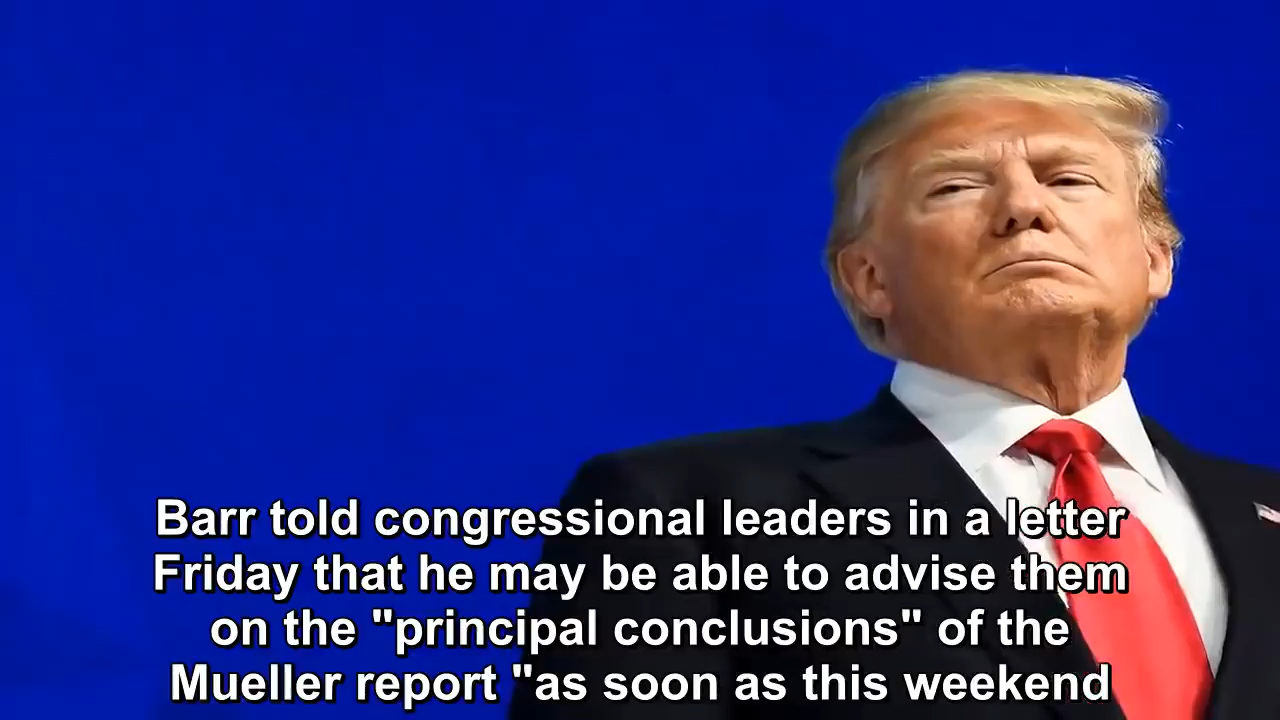 Barr told congressional leaders in a letter
Friday that he may be able to advise them
on the "principal conclusions" of the
Mueller report "as soon as this weekend